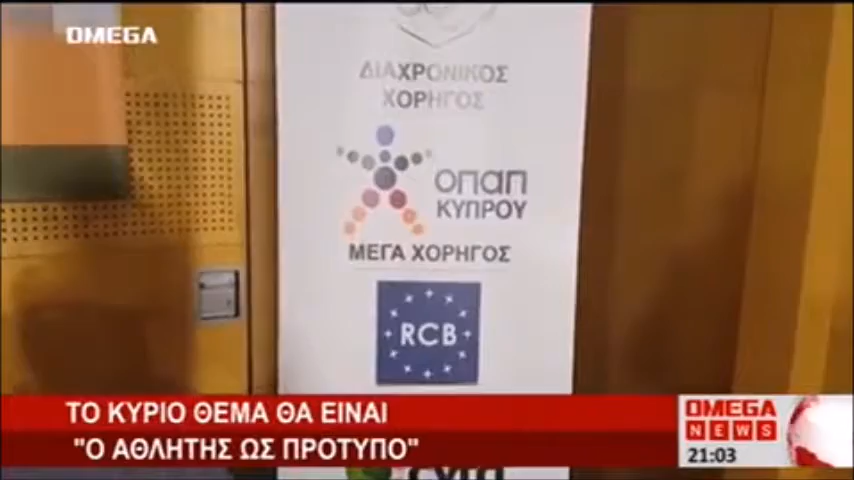 OMEGA
ΔΙΑΧΡΟΝΙΚΟΣ
ΧΟΡΗΓΟΣ
οπαπ
ΚΥΠΡΟΥ
ΜΕΓΑ ΧΟΡΗΓΟΣ
RCB
ΤΟ ΚΥΡΙΟ ΘΕΜΑ ΘΑ ΕΙΝΑΙ
"Ο ΑΘΛΗΤΗΣ ΩΣ ΠΡΟΤΥΠΟ"
OMEGA
NEWS
21:03